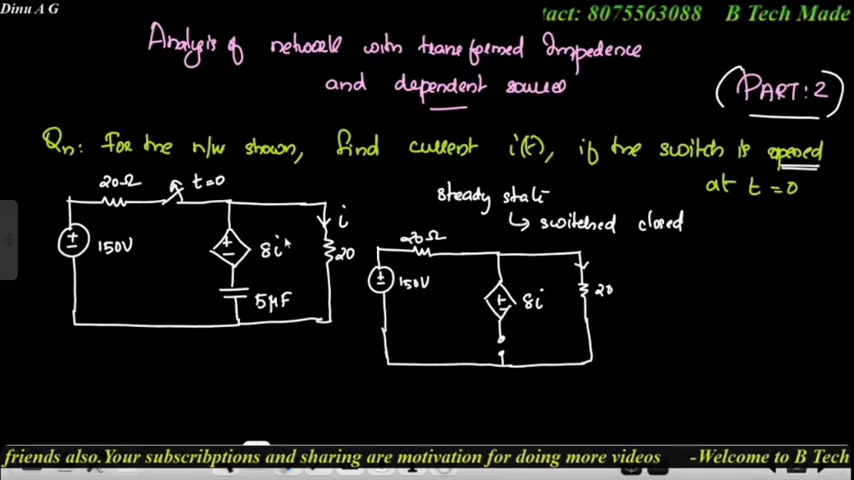 Dinu A G
tact: 8075563088 B Tech Made
Analysis of network with transformed Impedence
and dependent sources
(PART:2)
Qn: For the n/w shown, find current i(t), if the switch is opened
at t=0
20Ω t=0
steady state
↳ switched closed
i
150V
+
-
8i
20
5μF
20Ω
150V
8i
20
friends also.Your subscribptions and sharing are motivation for doing more videos -Welcome to B Tech